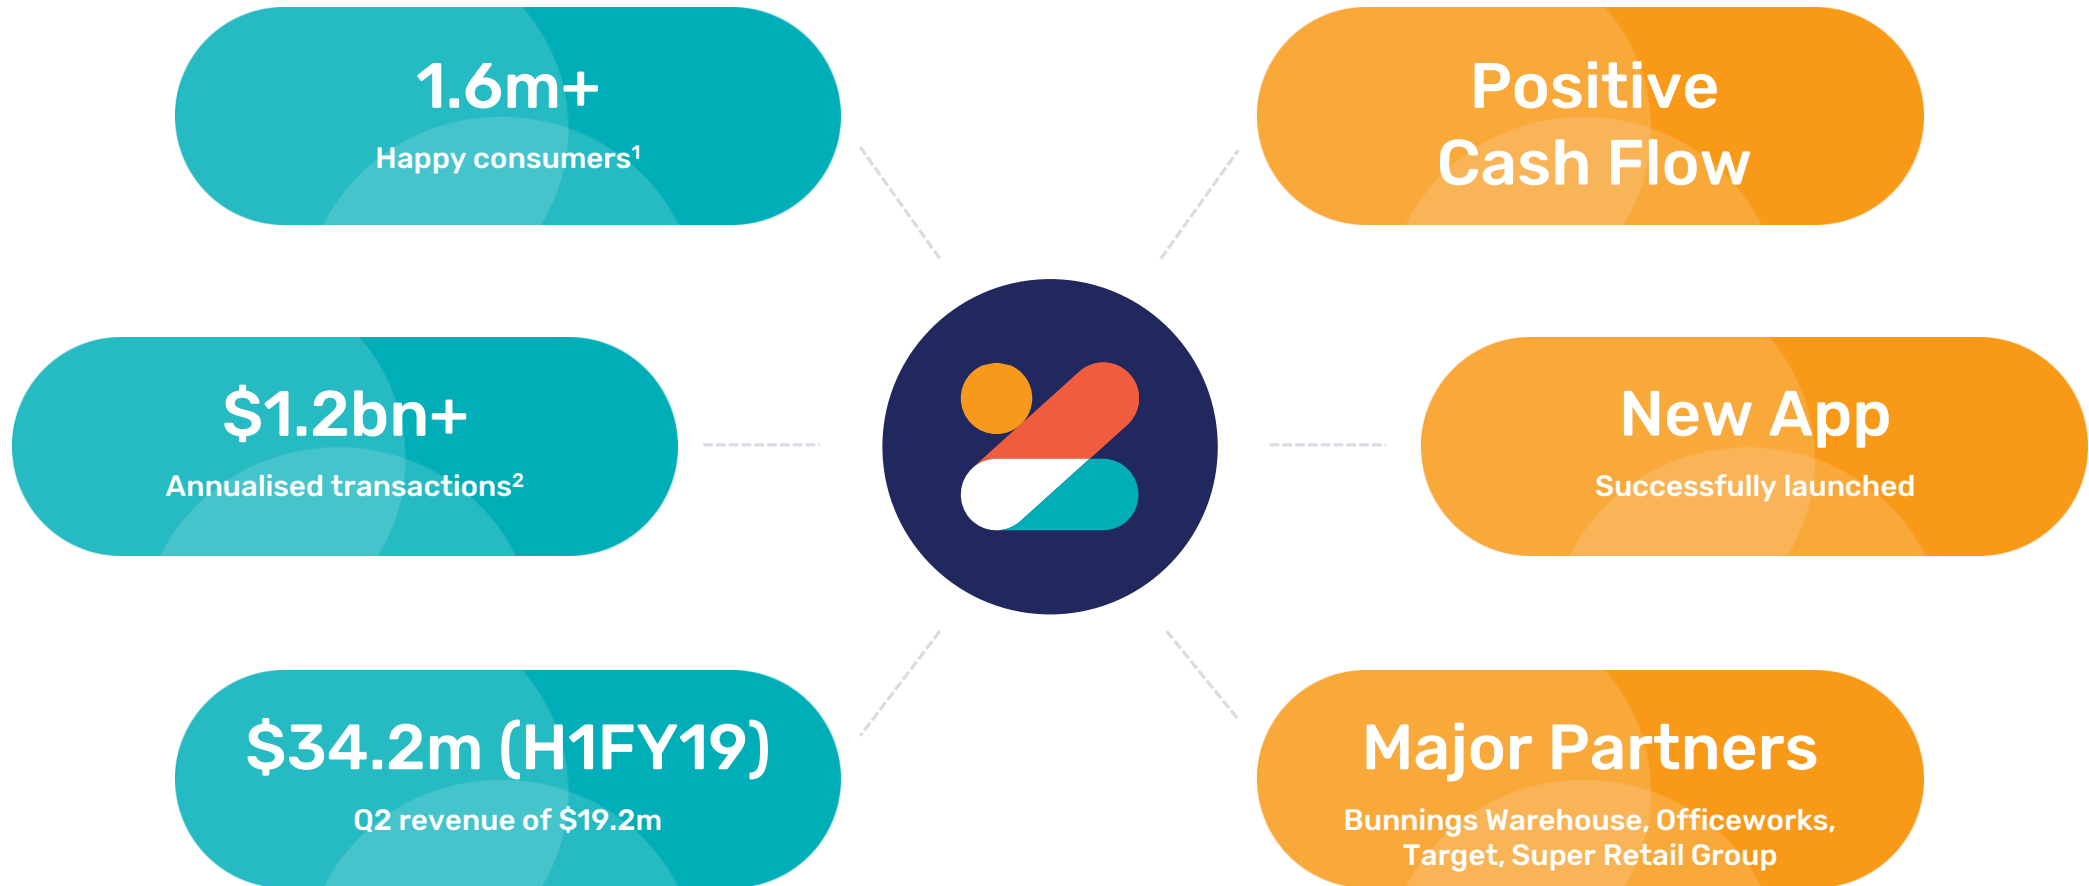 1.6m+
Happy consumers¹
Positive
Cash Flow
$1.2bn+
Annualised transactions²
New App
Successfully launched
$34.2m (H1FY19)
Q2 revenue of $19.2m
Major Partners
Bunnings Warehouse, Officeworks,
Target, Super Retail Group